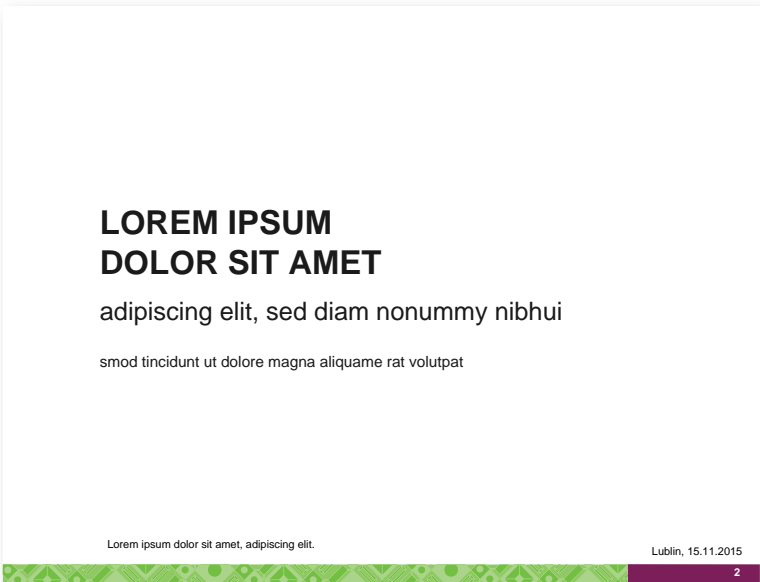 LOREM IPSUM
DOLOR SIT AMET
adipiscing elit, sed diam nonummy nibhui
smod tincidunt ut dolore magna aliquame rat volutpat
Lorem ipsum dolor sit amet, adipiscing elit.
Lublin, 15.11.2015
2